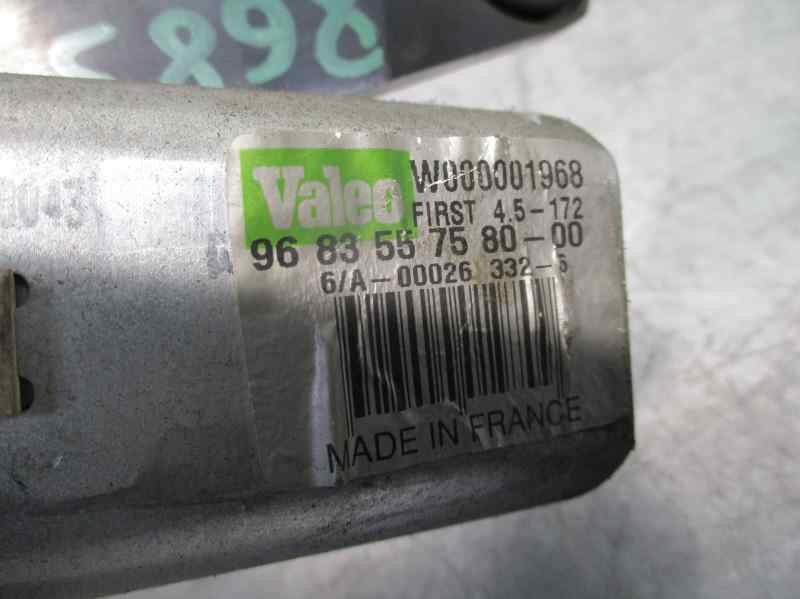 5898
Valeo
W000001968
FIRST 4.5-172
96 83 55 75 80-00
6/A-00026 332-5
MADE IN FRANCE